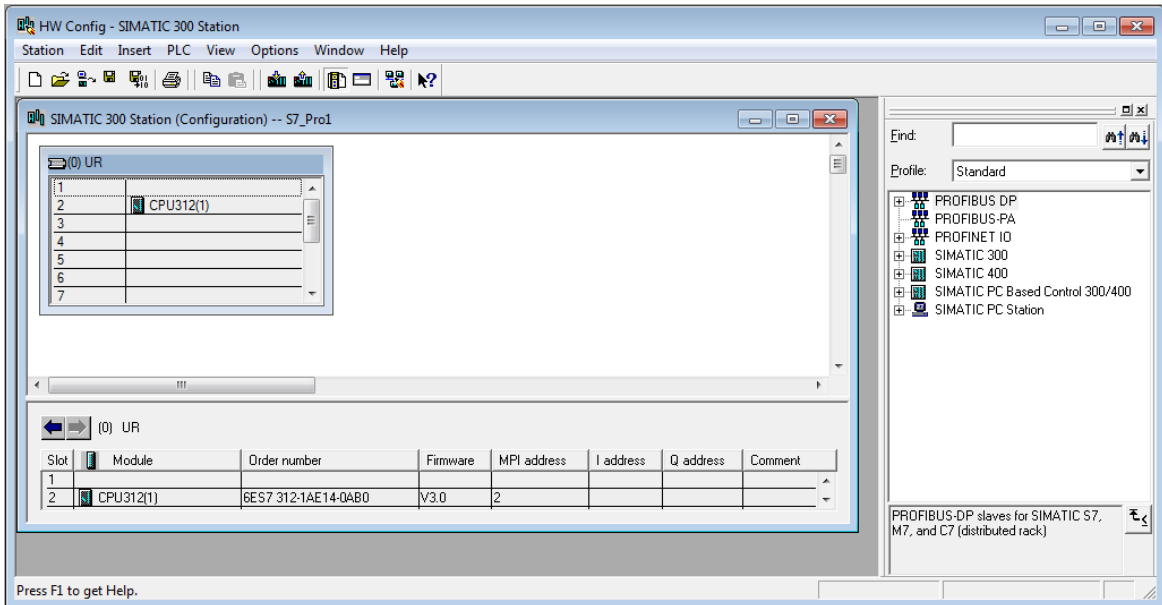 HW Config - SIMATIC 300 Station
Station Edit Insert PLC View Options Window Help
SIMATIC 300 Station (Configuration) -- S7_Pro1
(0) UR
1
2 CPU312(1)
3
4
5
6
7
(0) UR
Slot Module Order number Firmware MPI address I address Q address Comment
1
2 CPU312(1) 6ES7 312-1AE14-0AB0 V3.0 2
Find:
Profile: Standard
PROFIBUS DP
PROFIBUS-PA
PROFINET IO
SIMATIC 300
SIMATIC 400
SIMATIC PC Based Control 300/400
SIMATIC PC Station
PROFIBUS-DP slaves for SIMATIC S7,
M7, and C7 (distributed rack)
Press F1 to get Help.